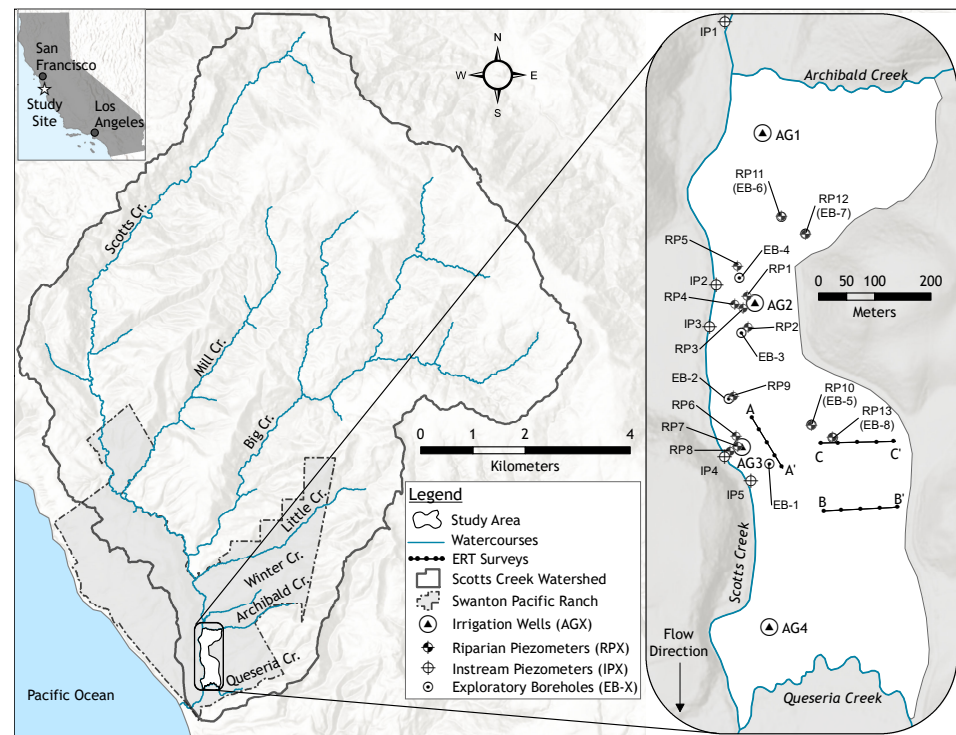 San
Francisco
Study
Site
Los
Angeles
N
W
E
S
Scotts Cr.
Mill Cr.
Big Cr.
Little Cr.
Winter Cr.
Archibald Cr.
Queseria Cr.
Pacific Ocean
0 1 2 4
Kilometers
Legend
Study Area
Watercourses
ERT Surveys
Scotts Creek Watershed
Swanton Pacific Ranch
Irrigation Wells (AGX)
Riparian Piezometers (RPX)
Instream Piezometers (IPX)
Exploratory Boreholes (EB-X)
IP1
Archibald Creek
AG1
RP11
(EB-6)
RP12
(EB-7)
RP5
EB-4
RP1
IP2
RP4
AG2
0 50 100 200
Meters
IP3
RP3
RP2
EB-3
EB-2
RP9
RP6
A
RP10
(EB-5)
RP13
(EB-8)
RP7
RP8
C
C'
IP4
AG3
A'
IP5
EB-1
B
B'
Scotts Creek
AG4
Flow
Direction
Queseria Creek